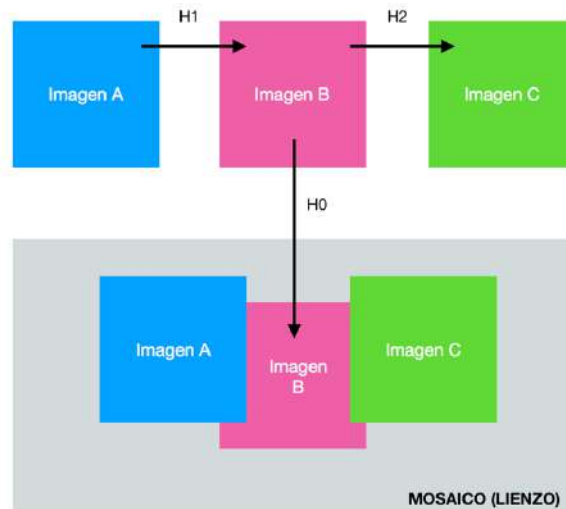 H1
H2
Imagen A
Imagen B
Imagen C
H0
Imagen A
Imagen
B
Imagen C
MOSAICO (LIENZO)